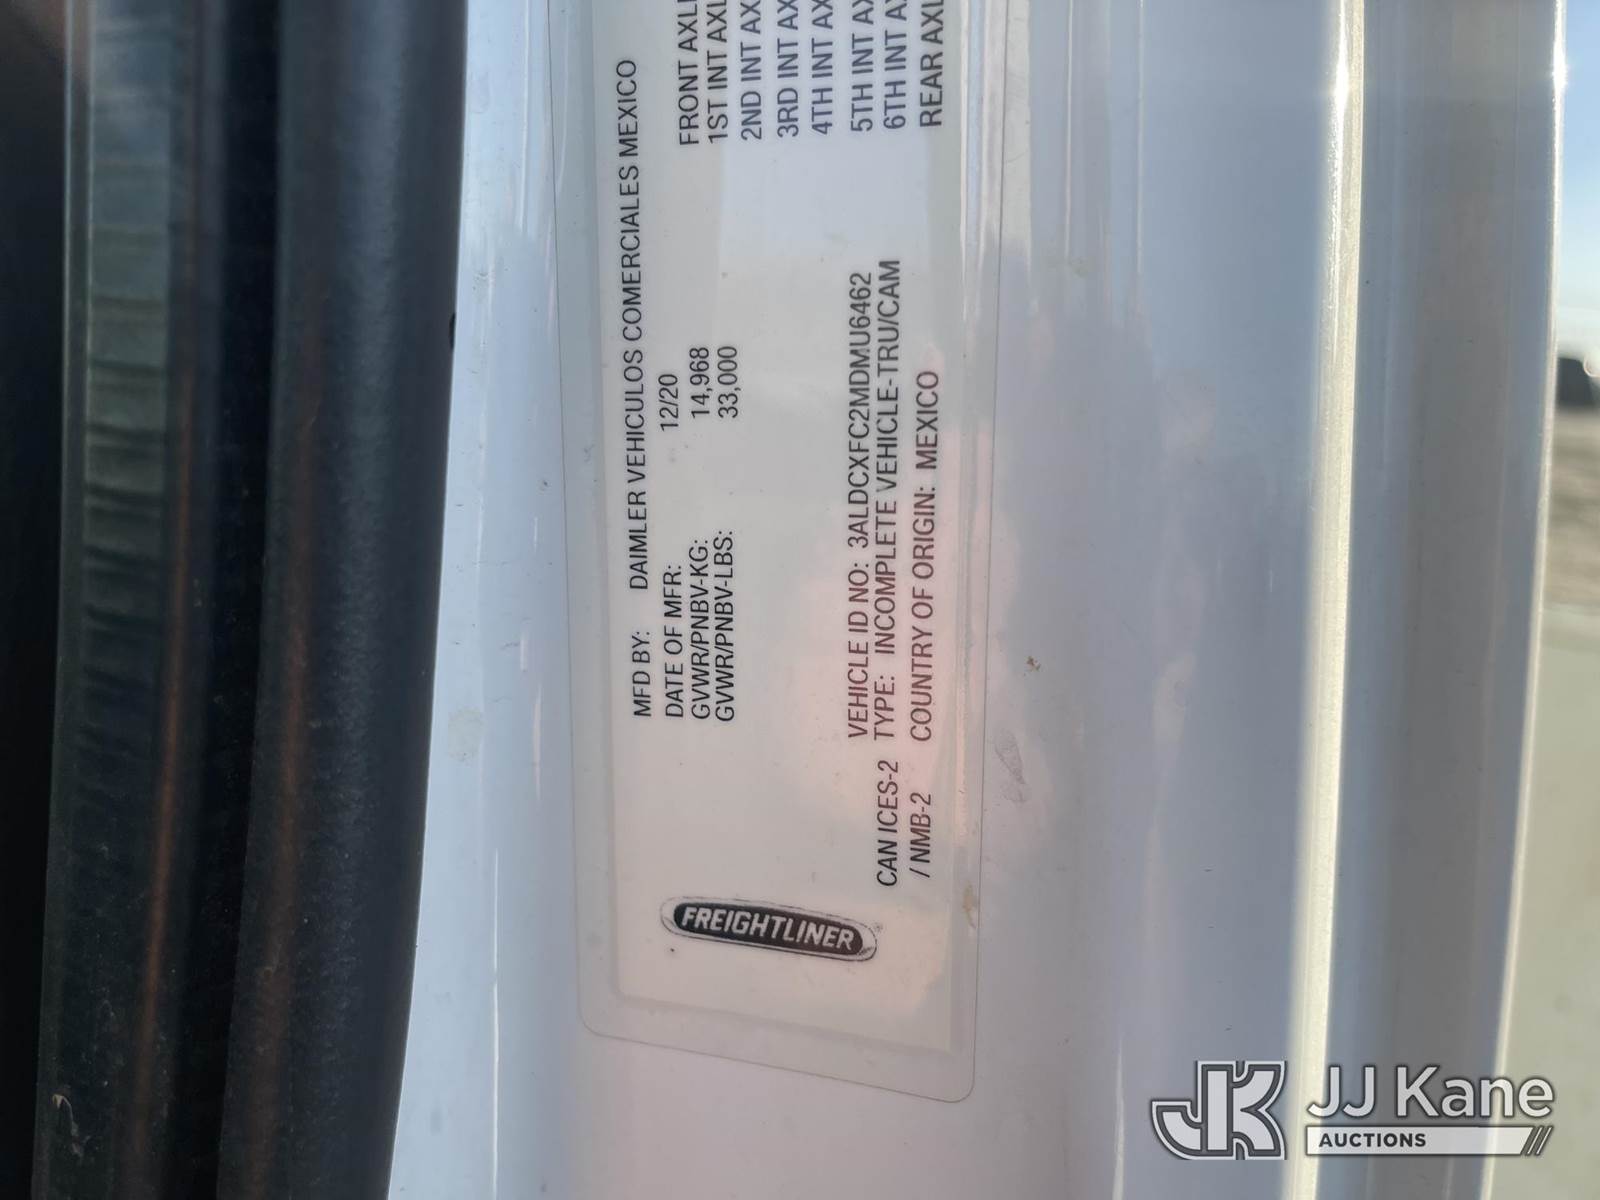 MFD BY: DAIMLER VEHICULOS COMERCIALES MEXICO
DATE OF MFR: 12/20
GVWR/PNBV-KG: 14,968
GVWR/PNBV-LBS: 33,000
FRONT AXL
1ST INT AXL
2ND INT AX
3RD INT AX
4TH INT AX
5TH INT AX
6TH INT A
REAR AXL
VEHICLE ID NO: 3ALDCXFC2MDMU6462
CAN ICES-2 TYPE: INCOMPLETE VEHICLE-TRU/CAM
/ NMB-2 COUNTRY OF ORIGIN: MEXICO
FREIGHTLINER
JK JJ Kane
AUCTIONS